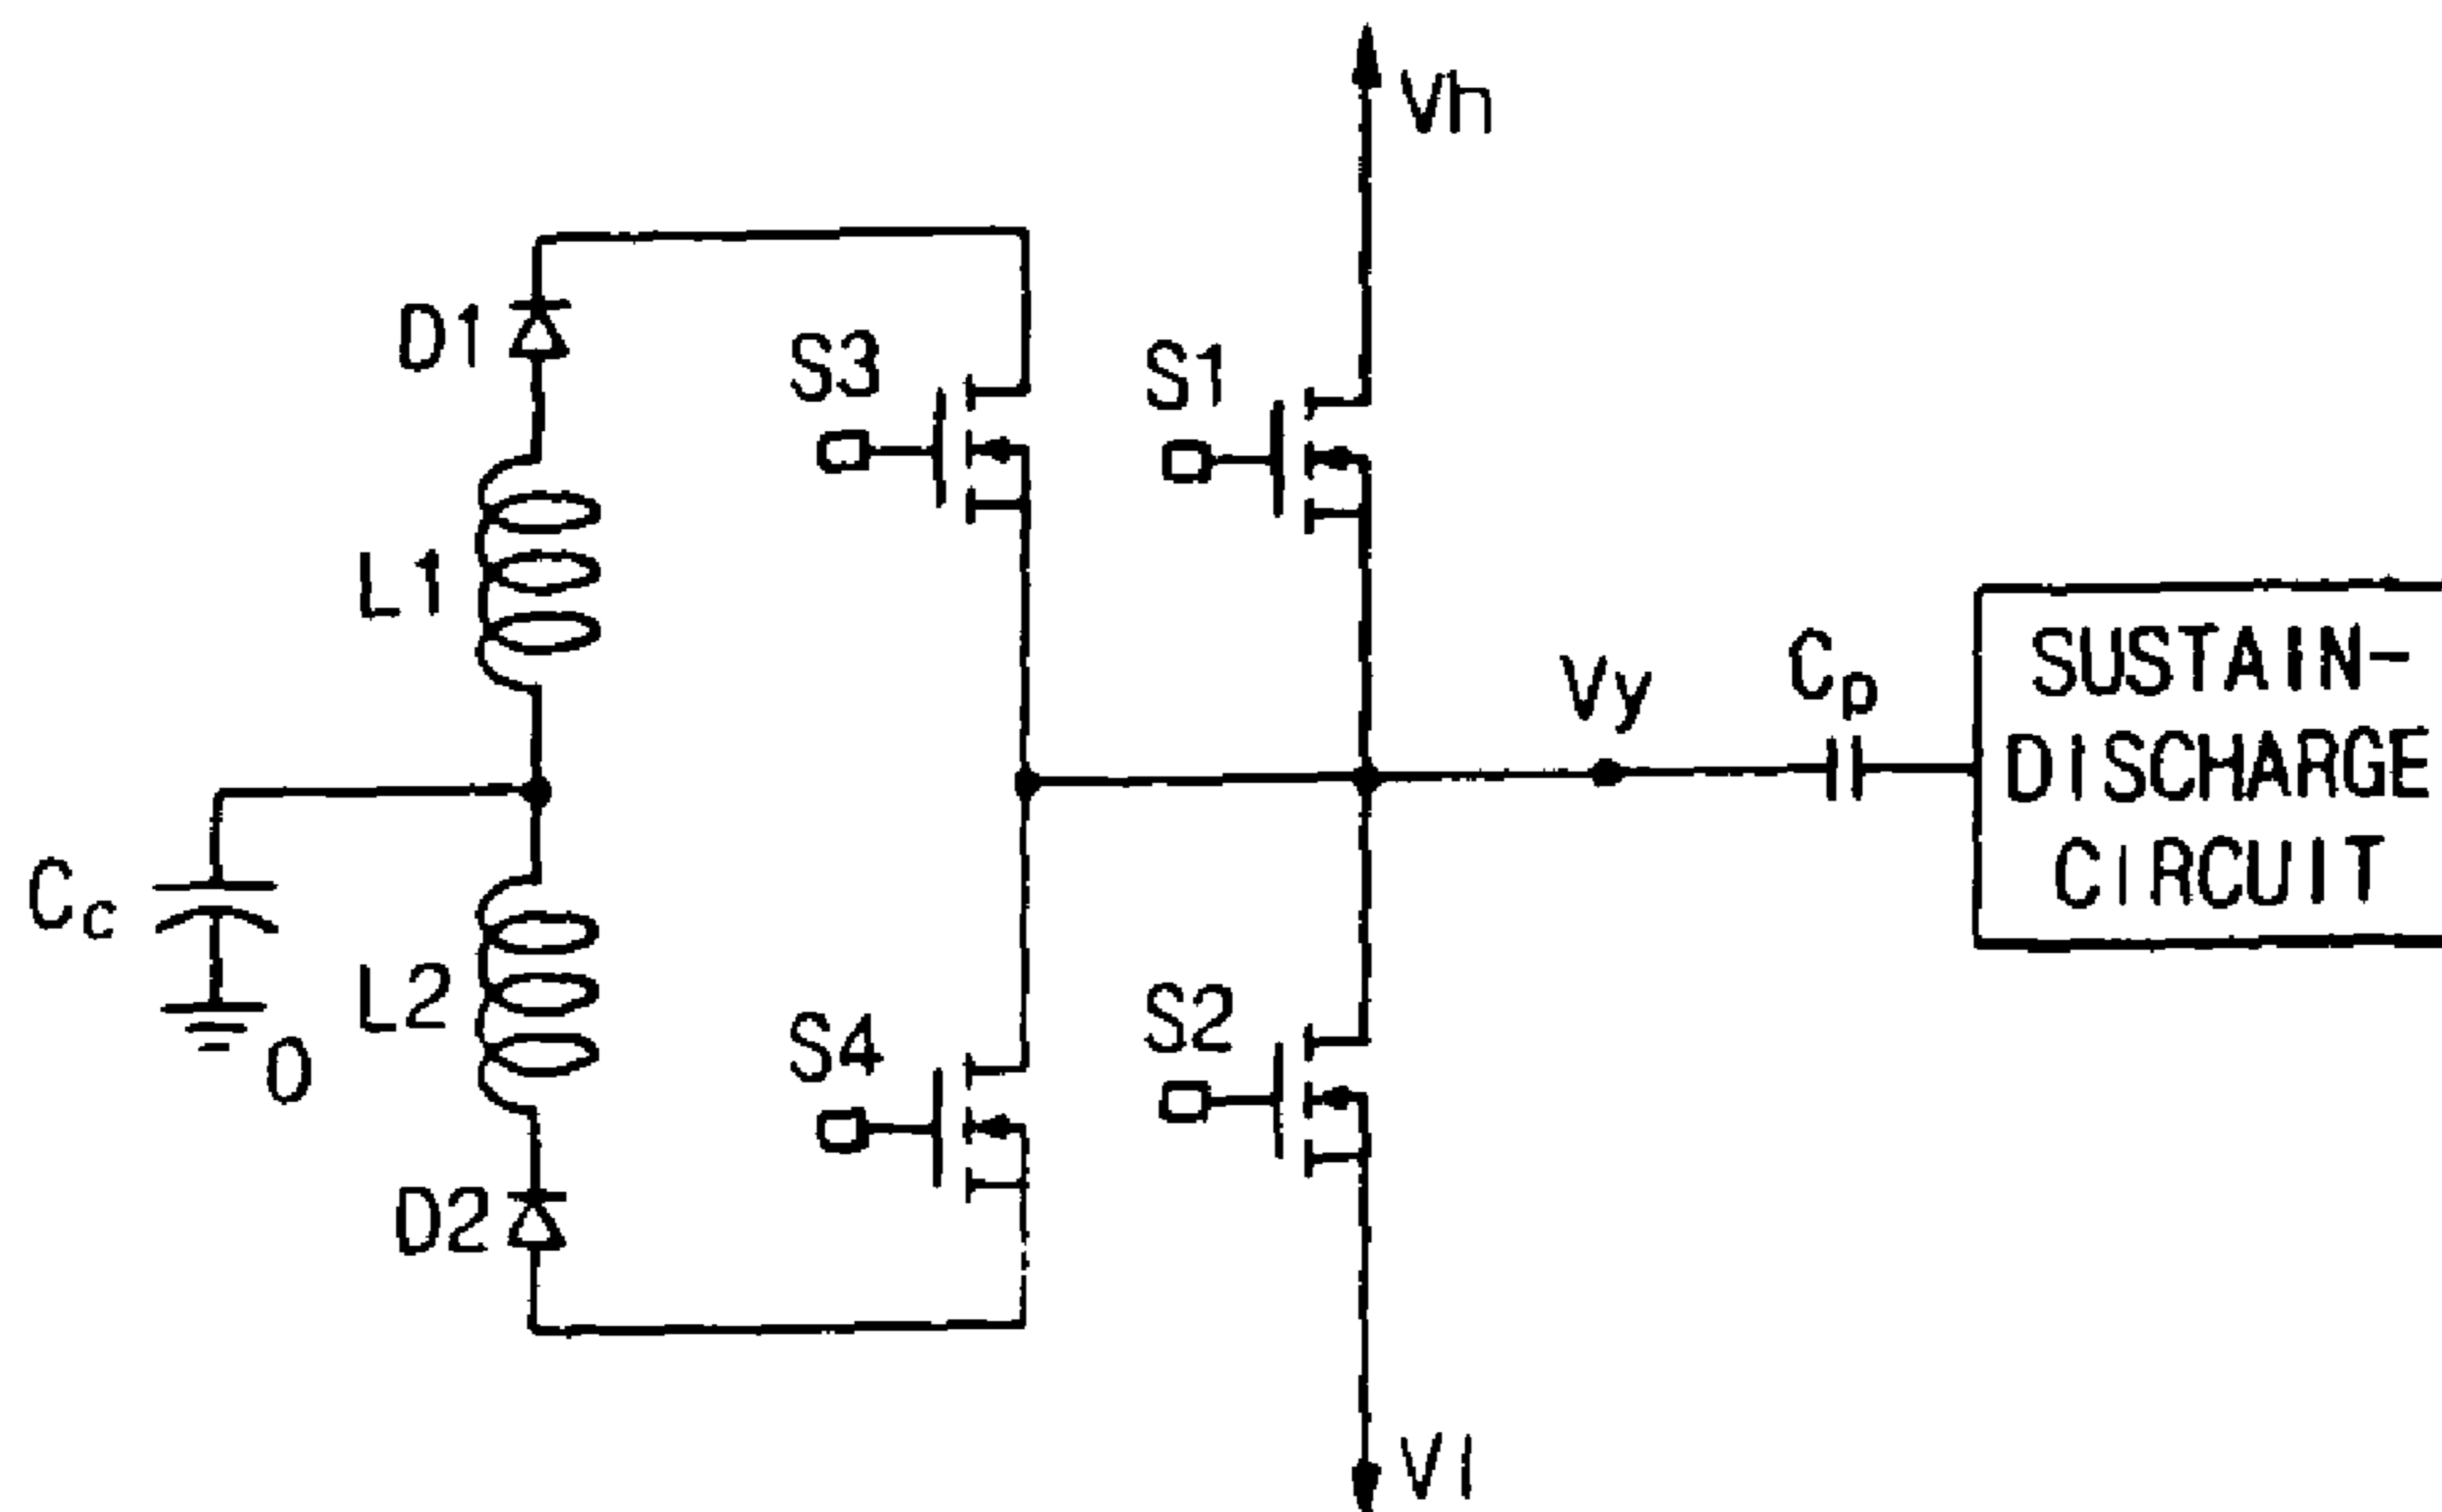 Vh
D1
S3
S1
L1
Vy
Cp
SUSTAIN-
DISCHARGE
CIRCUIT
Cc
L2
0
S4
S2
D2
Vl